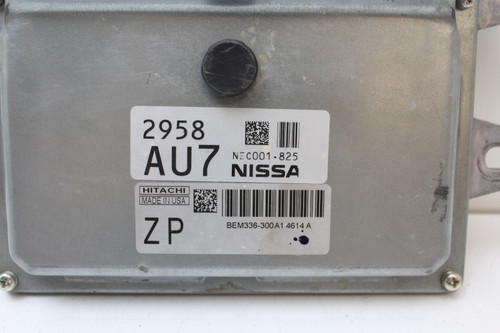 2958
AU7
NEC001-825
NISSA
HITACHI
MADE IN USA
ZP
BEM336-300A1 4614 A